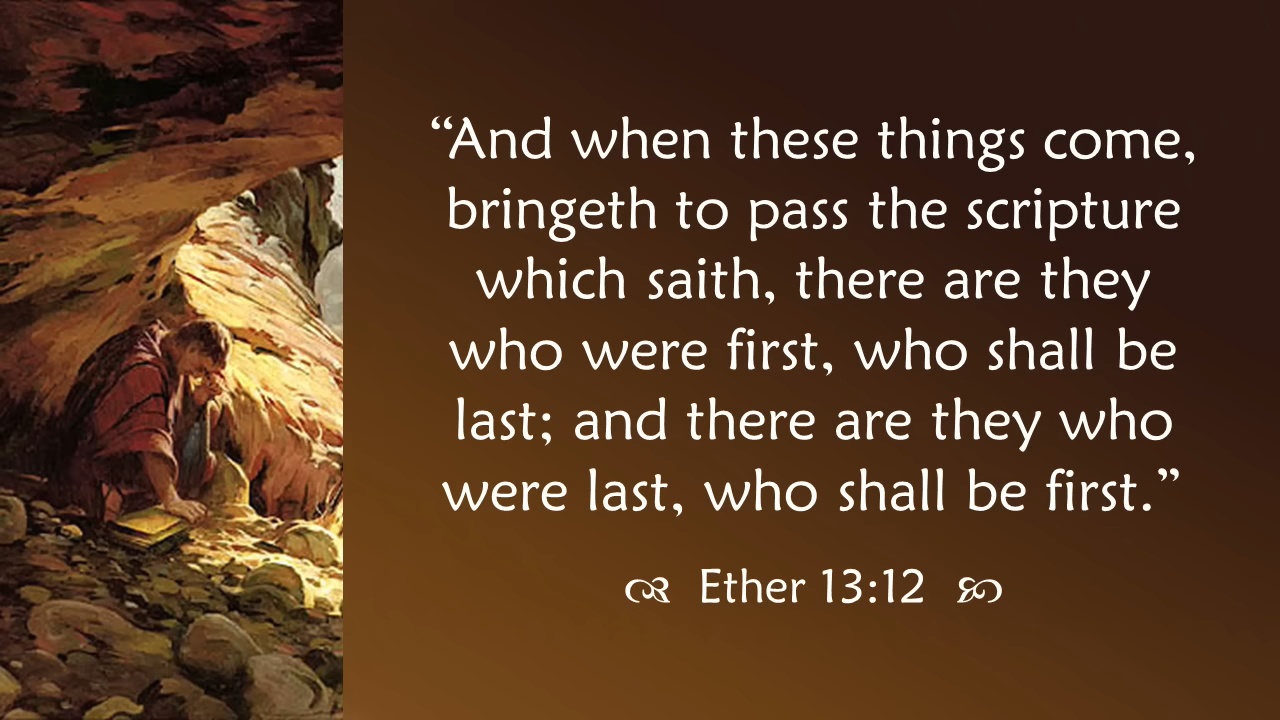 “And when these things come,
bringeth to pass the scripture
which saith, there are they
who were first, who shall be
last; and there are they who
were last, who shall be first.”
Ether 13:12